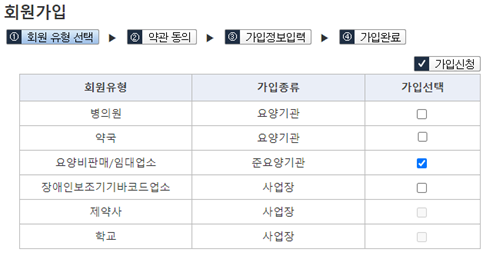 회원가입
① 회원 유형 선택 ▶ ② 약관 동의 ▶ ③ 가입정보입력 ▶ ④ 가입완료
가입신청
회원유형 가입종류 가입선택
병의원 요양기관
약국 요양기관
요양비판매/임대업소 준요양기관
장애인보조기기바코드업소 사업장
제약사 사업장
학교 사업장